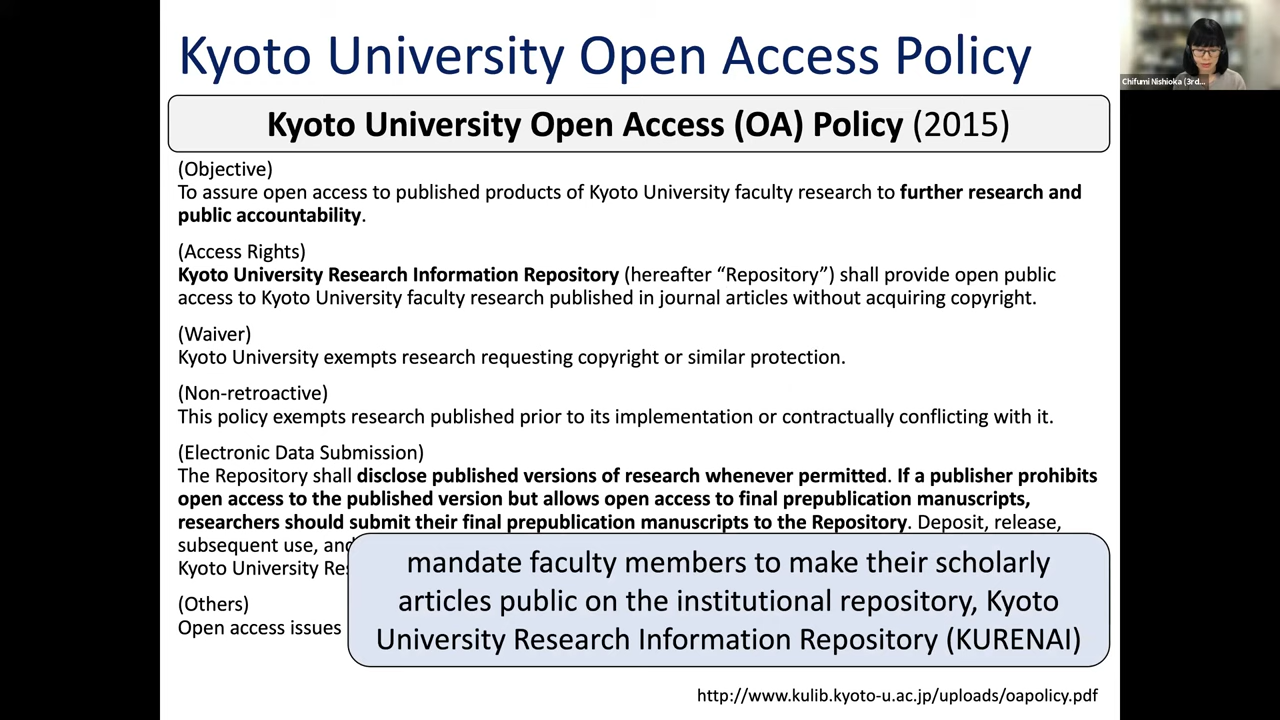 Kyoto University Open Access Policy
Chifumi Nishioka (3rd...
Kyoto University Open Access (OA) Policy (2015)
(Objective)
To assure open access to published products of Kyoto University faculty research to further research and
public accountability.
(Access Rights)
Kyoto University Research Information Repository (hereafter “Repository”) shall provide open public
access to Kyoto University faculty research published in journal articles without acquiring copyright.
(Waiver)
Kyoto University exempts research requesting copyright or similar protection.
(Non-retroactive)
This policy exempts research published prior to its implementation or contractually conflicting with it.
(Electronic Data Submission)
The Repository shall disclose published versions of research whenever permitted. If a publisher prohibits
open access to the published version but allows open access to final prepublication manuscripts,
researchers should submit their final prepublication manuscripts to the Repository. Deposit, release,
subsequent use, and
Kyoto University
(Others)
Open access issues
mandate faculty members to make their scholarly
articles public on the institutional repository, Kyoto
University Research Information Repository (KURENAI)
http://www.kulib.kyoto-u.ac.jp/uploads/oapolicy.pdf